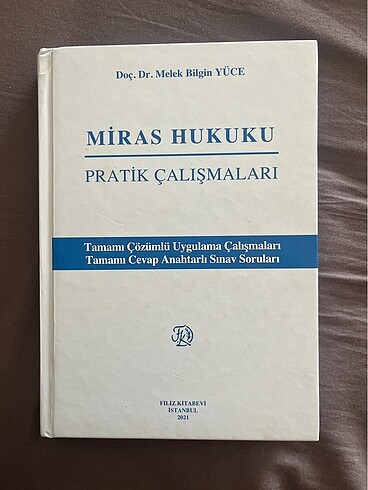 Doç. Dr. Melek Bilgin YÜCE
MİRAS HUKUKU
PRATİK ÇALIŞMALARI
Tamamı Çözümlü Uygulama Çalışmaları
Tamamı Cevap Anahtarlı Sınav Soruları
FİLİZ KİTABEVİ
İSTANBUL
2021